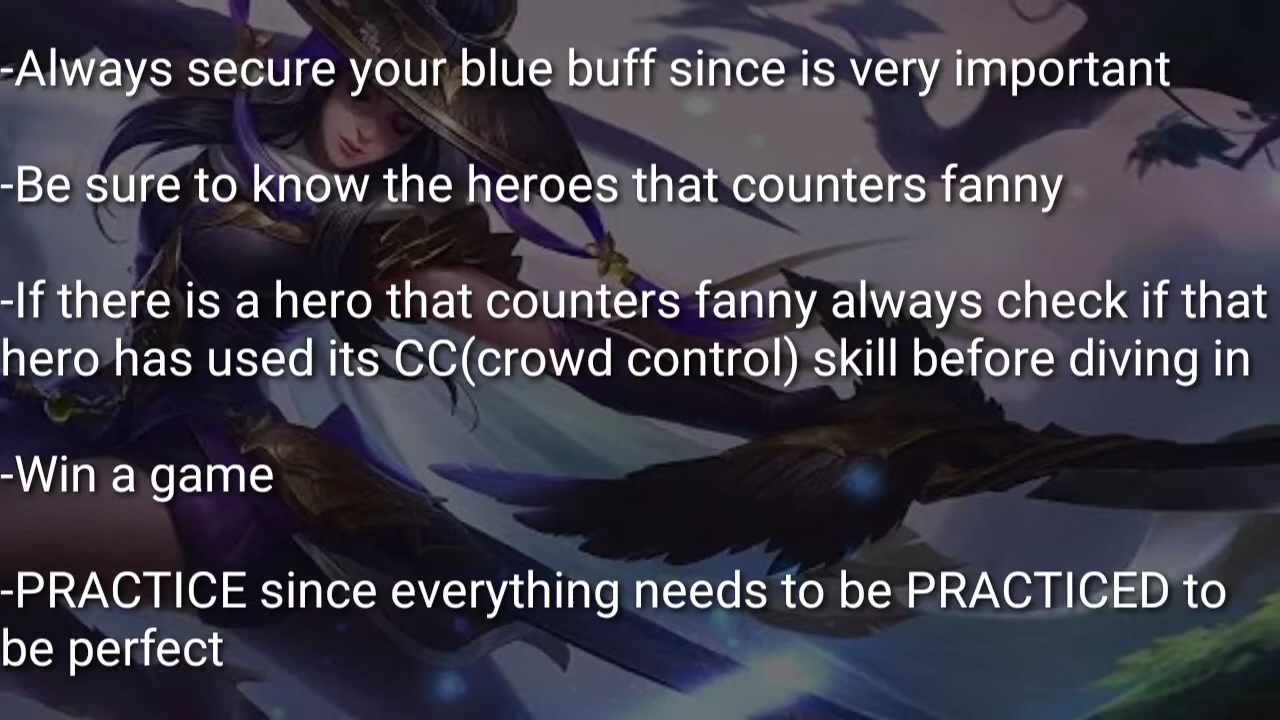 -Always secure your blue buff since is very important
-Be sure to know the heroes that counters fanny
-If there is a hero that counters fanny always check if that
hero has used its CC(crowd control) skill before diving in
-Win a game
-PRACTICE since everything needs to be PRACTICED to
be perfect